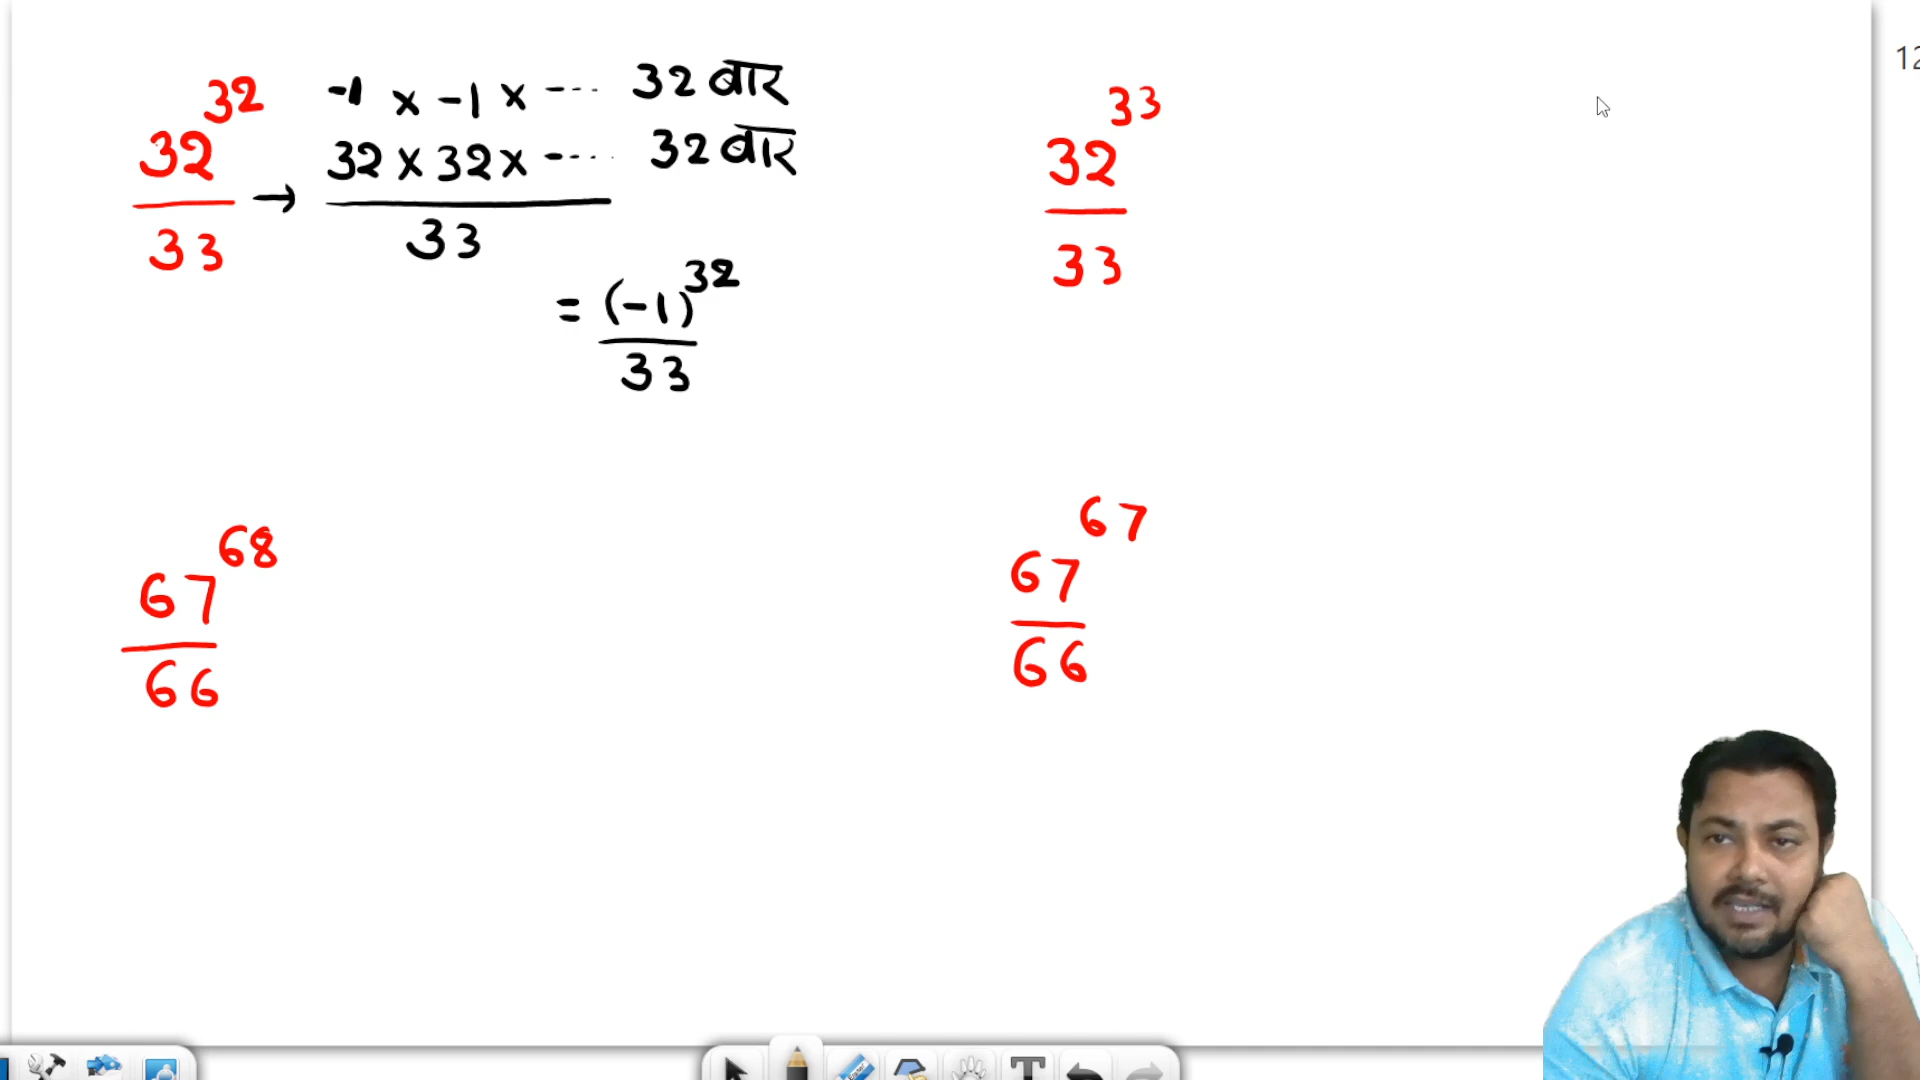 32^32 / 33 → -1 × -1 × ---- 32 बार
32 × 32 × ----- 32 बार / 33
= (-1)^32 / 33
32^33 / 33
67^68 / 66
67^67 / 66
12